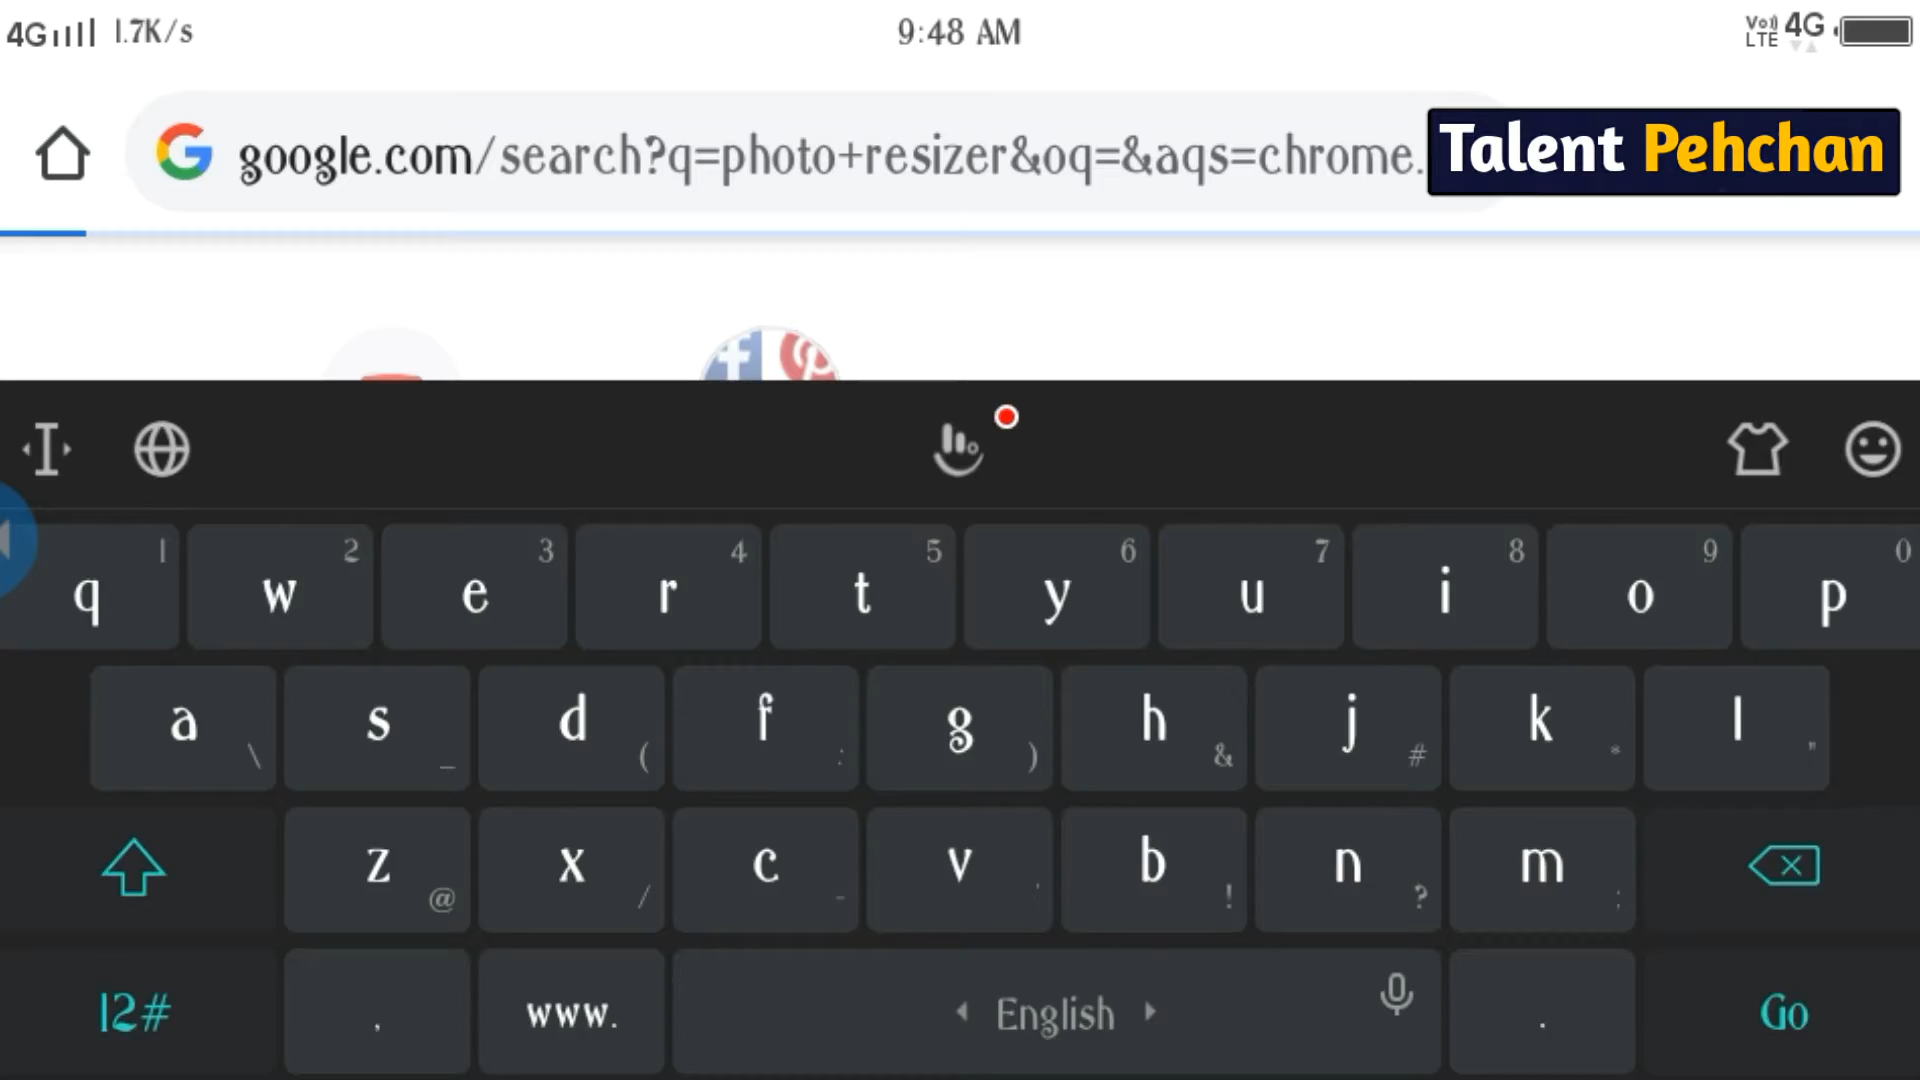 4G 1.7K/s 9:48 AM Vo)) LTE 4G
google.com/search?q=photo+resizer&oq=&aqs=chrome.
Talent Pehchan
1 2 3 4 5 6 7 8 9 0
q w e r t y u i o p
a s d f g h j k l
\ _ ( : ) & # * "
z x c v b n m
@ / - ' ! ? ;
12# , www. English . Go